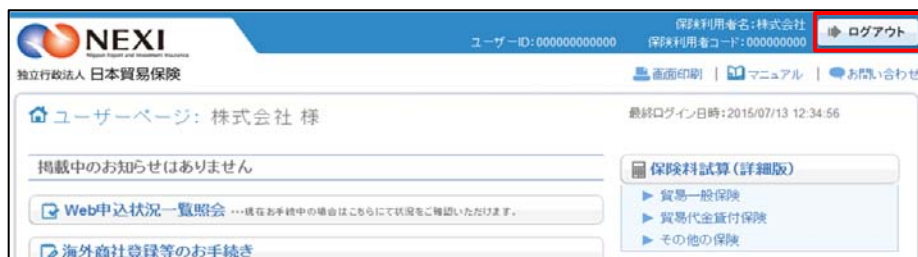 NEXI
Nippon Export and Investment Insurance
独立行政法人 日本貿易保険
ユーザーID:000000000000
保険利用者名:株式会社
保険利用者コード:000000000
ログアウト
画面印刷 | マニュアル | お問い合わせ
ユーザーページ: 株式会社 様
最終ログイン日時:2015/07/13 12:34:56
掲載中のお知らせはありません
Web申込状況一覧照会 …現在お手続中の場合はこちらにて状況をご確認いただけます。
海外商社登録等のお手続き
保険料試算(詳細版)
貿易一般保険
貿易代金貸付保険
その他の保険